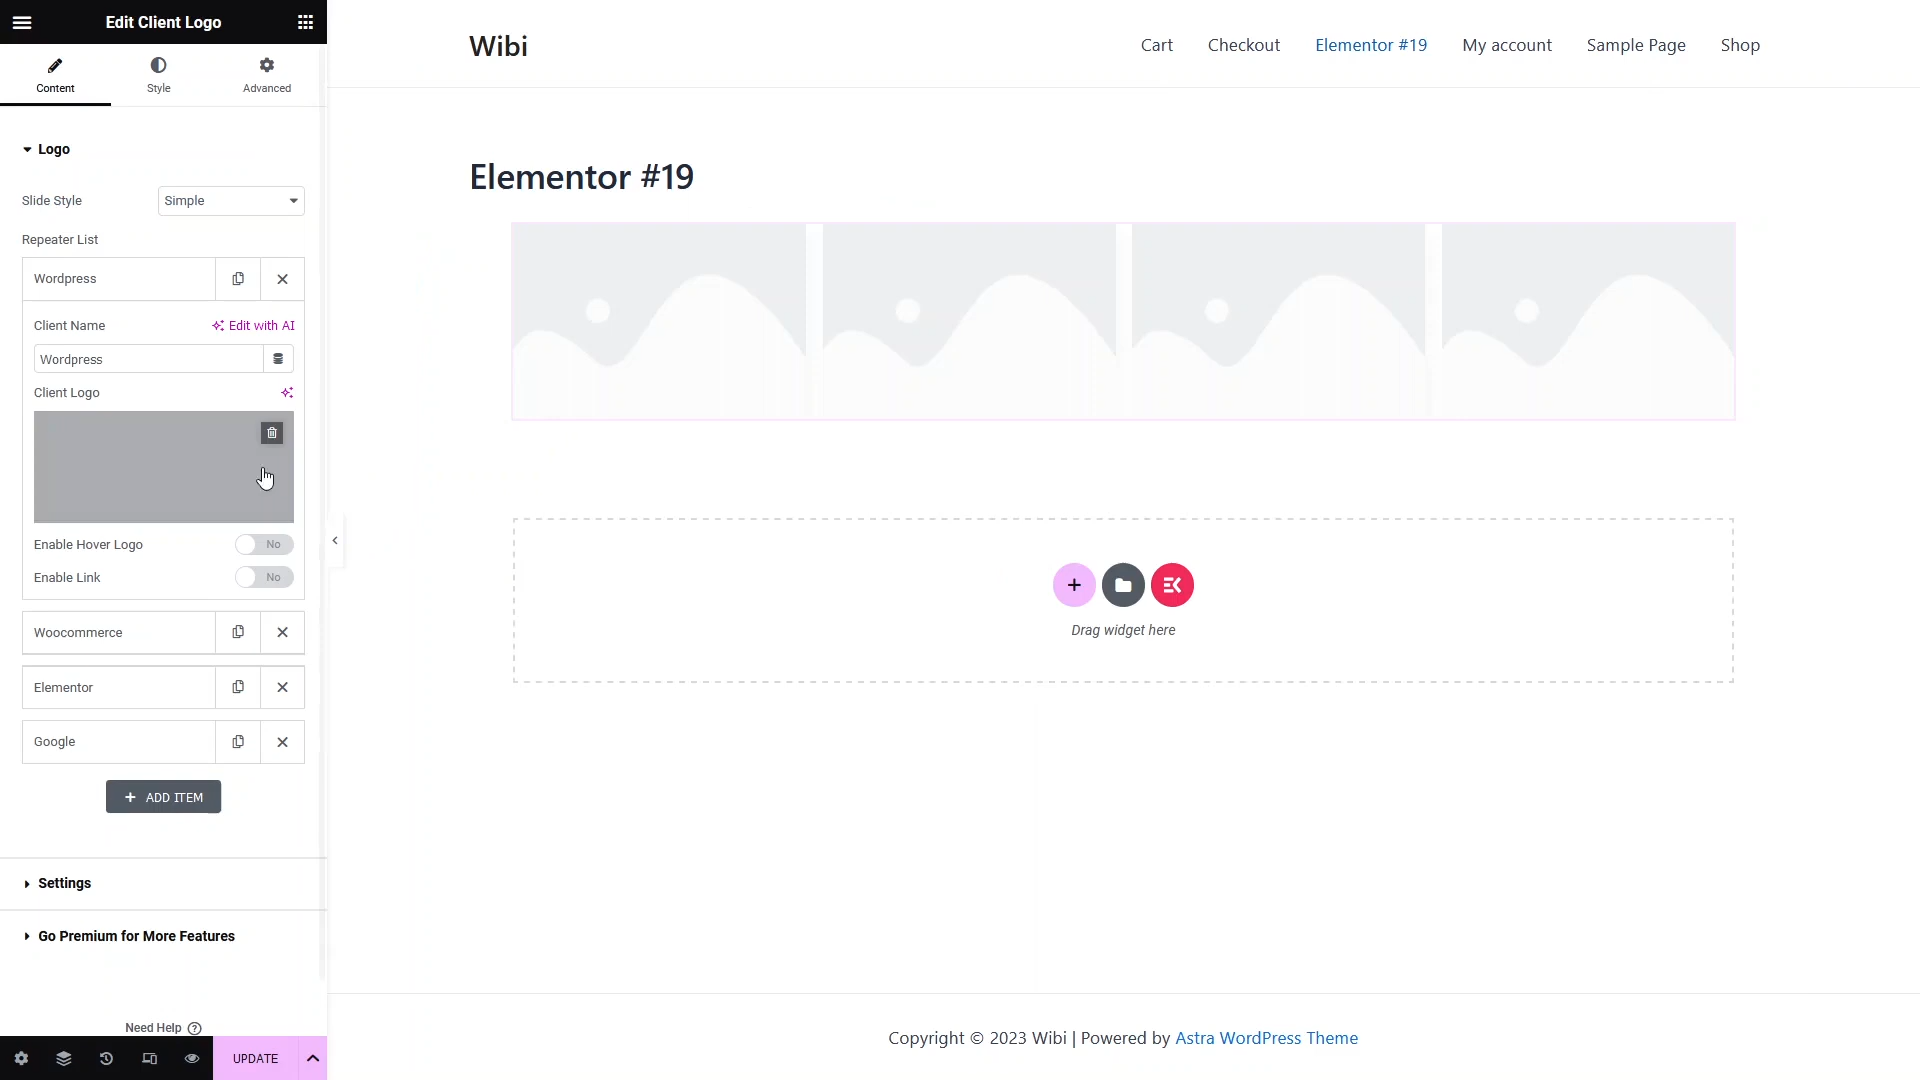 Edit Client Logo
Content
Style
Advanced
Logo
Slide Style
Simple
Repeater List
Wordpress
Client Name
Edit with AI
Wordpress
Client Logo
Enable Hover Logo
No
Enable Link
No
Woocommerce
Elementor
Google
+ ADD ITEM
Settings
Go Premium for More Features
Need Help ?
UPDATE
Wibi
Cart
Checkout
Elementor #19
My account
Sample Page
Shop
Elementor #19
Drag widget here
Copyright © 2023 Wibi | Powered by Astra WordPress Theme